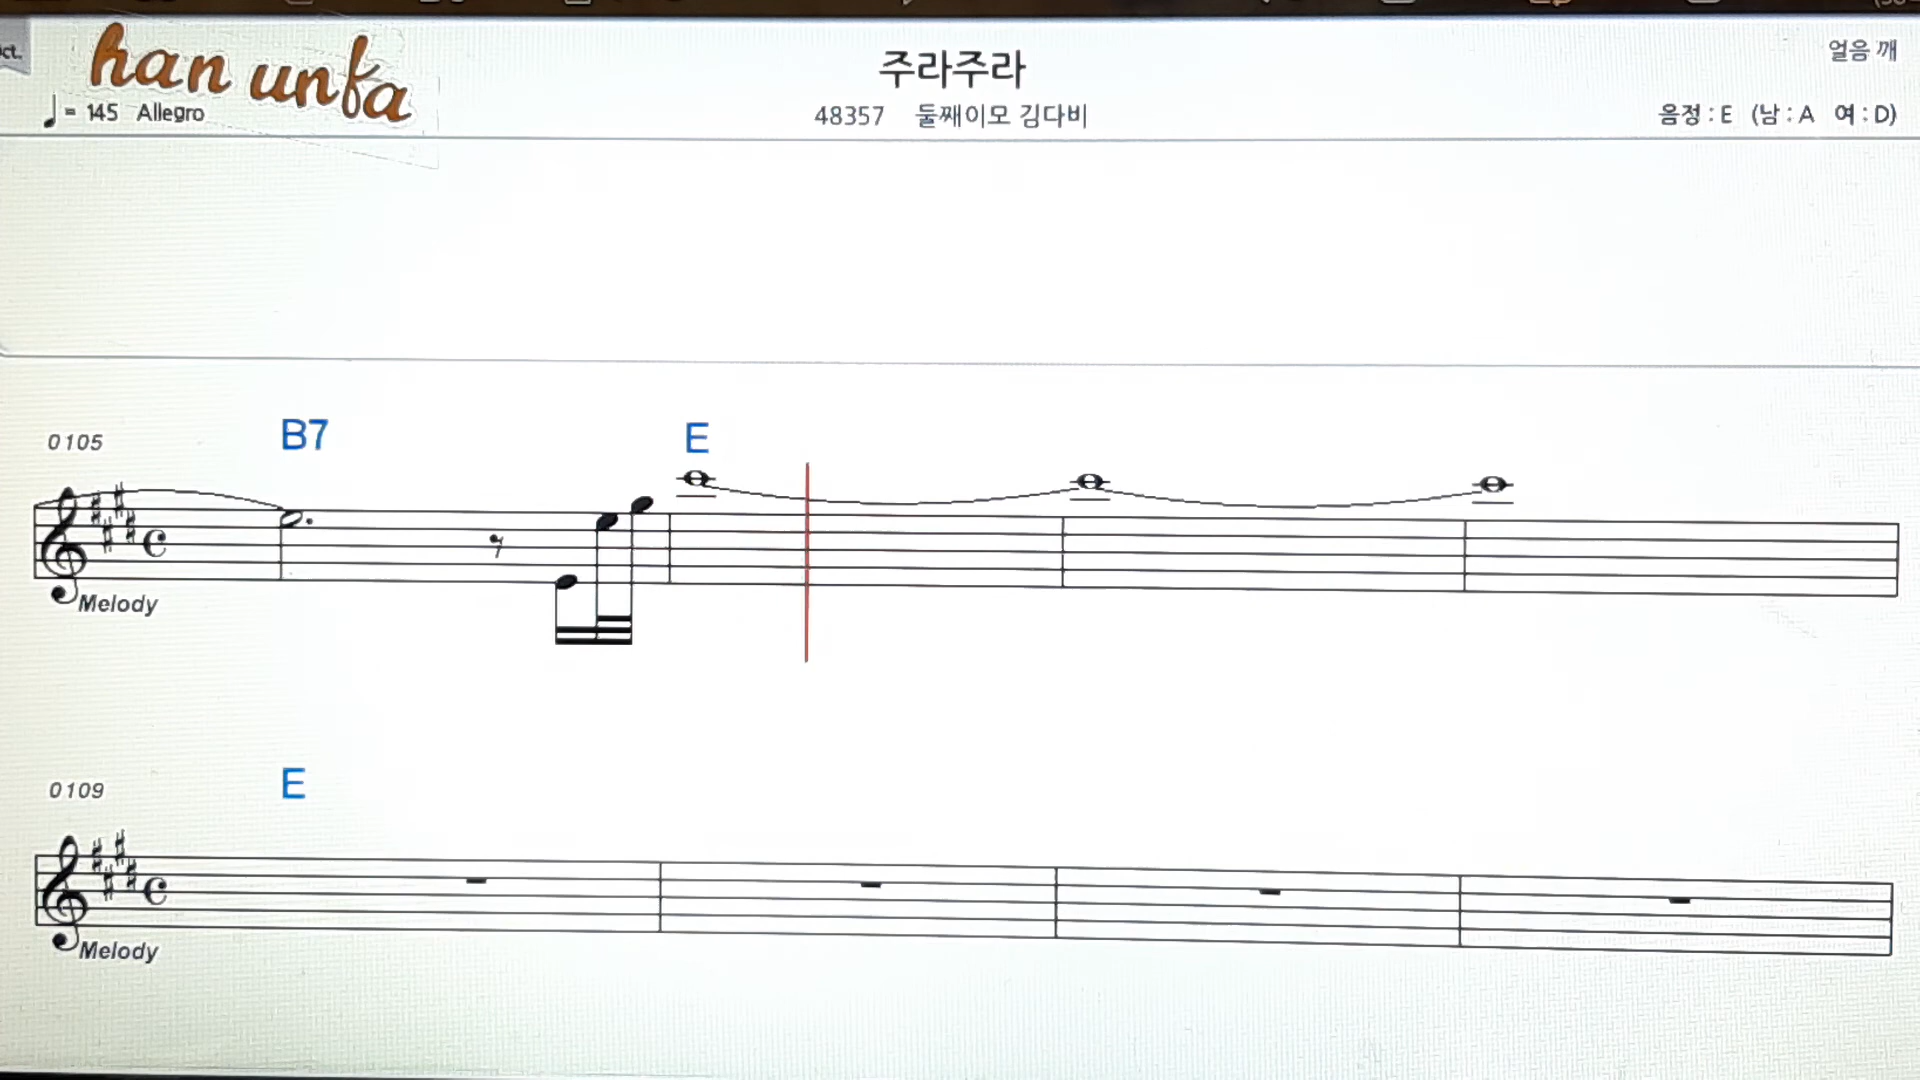 ct.
han unfa
주라주라
얼음 깨
♩ = 145 Allegro
48357 둘째이모 김다비
음정 : E (남 : A 여 : D)
0105
B7
E
Melody
0109
E
Melody